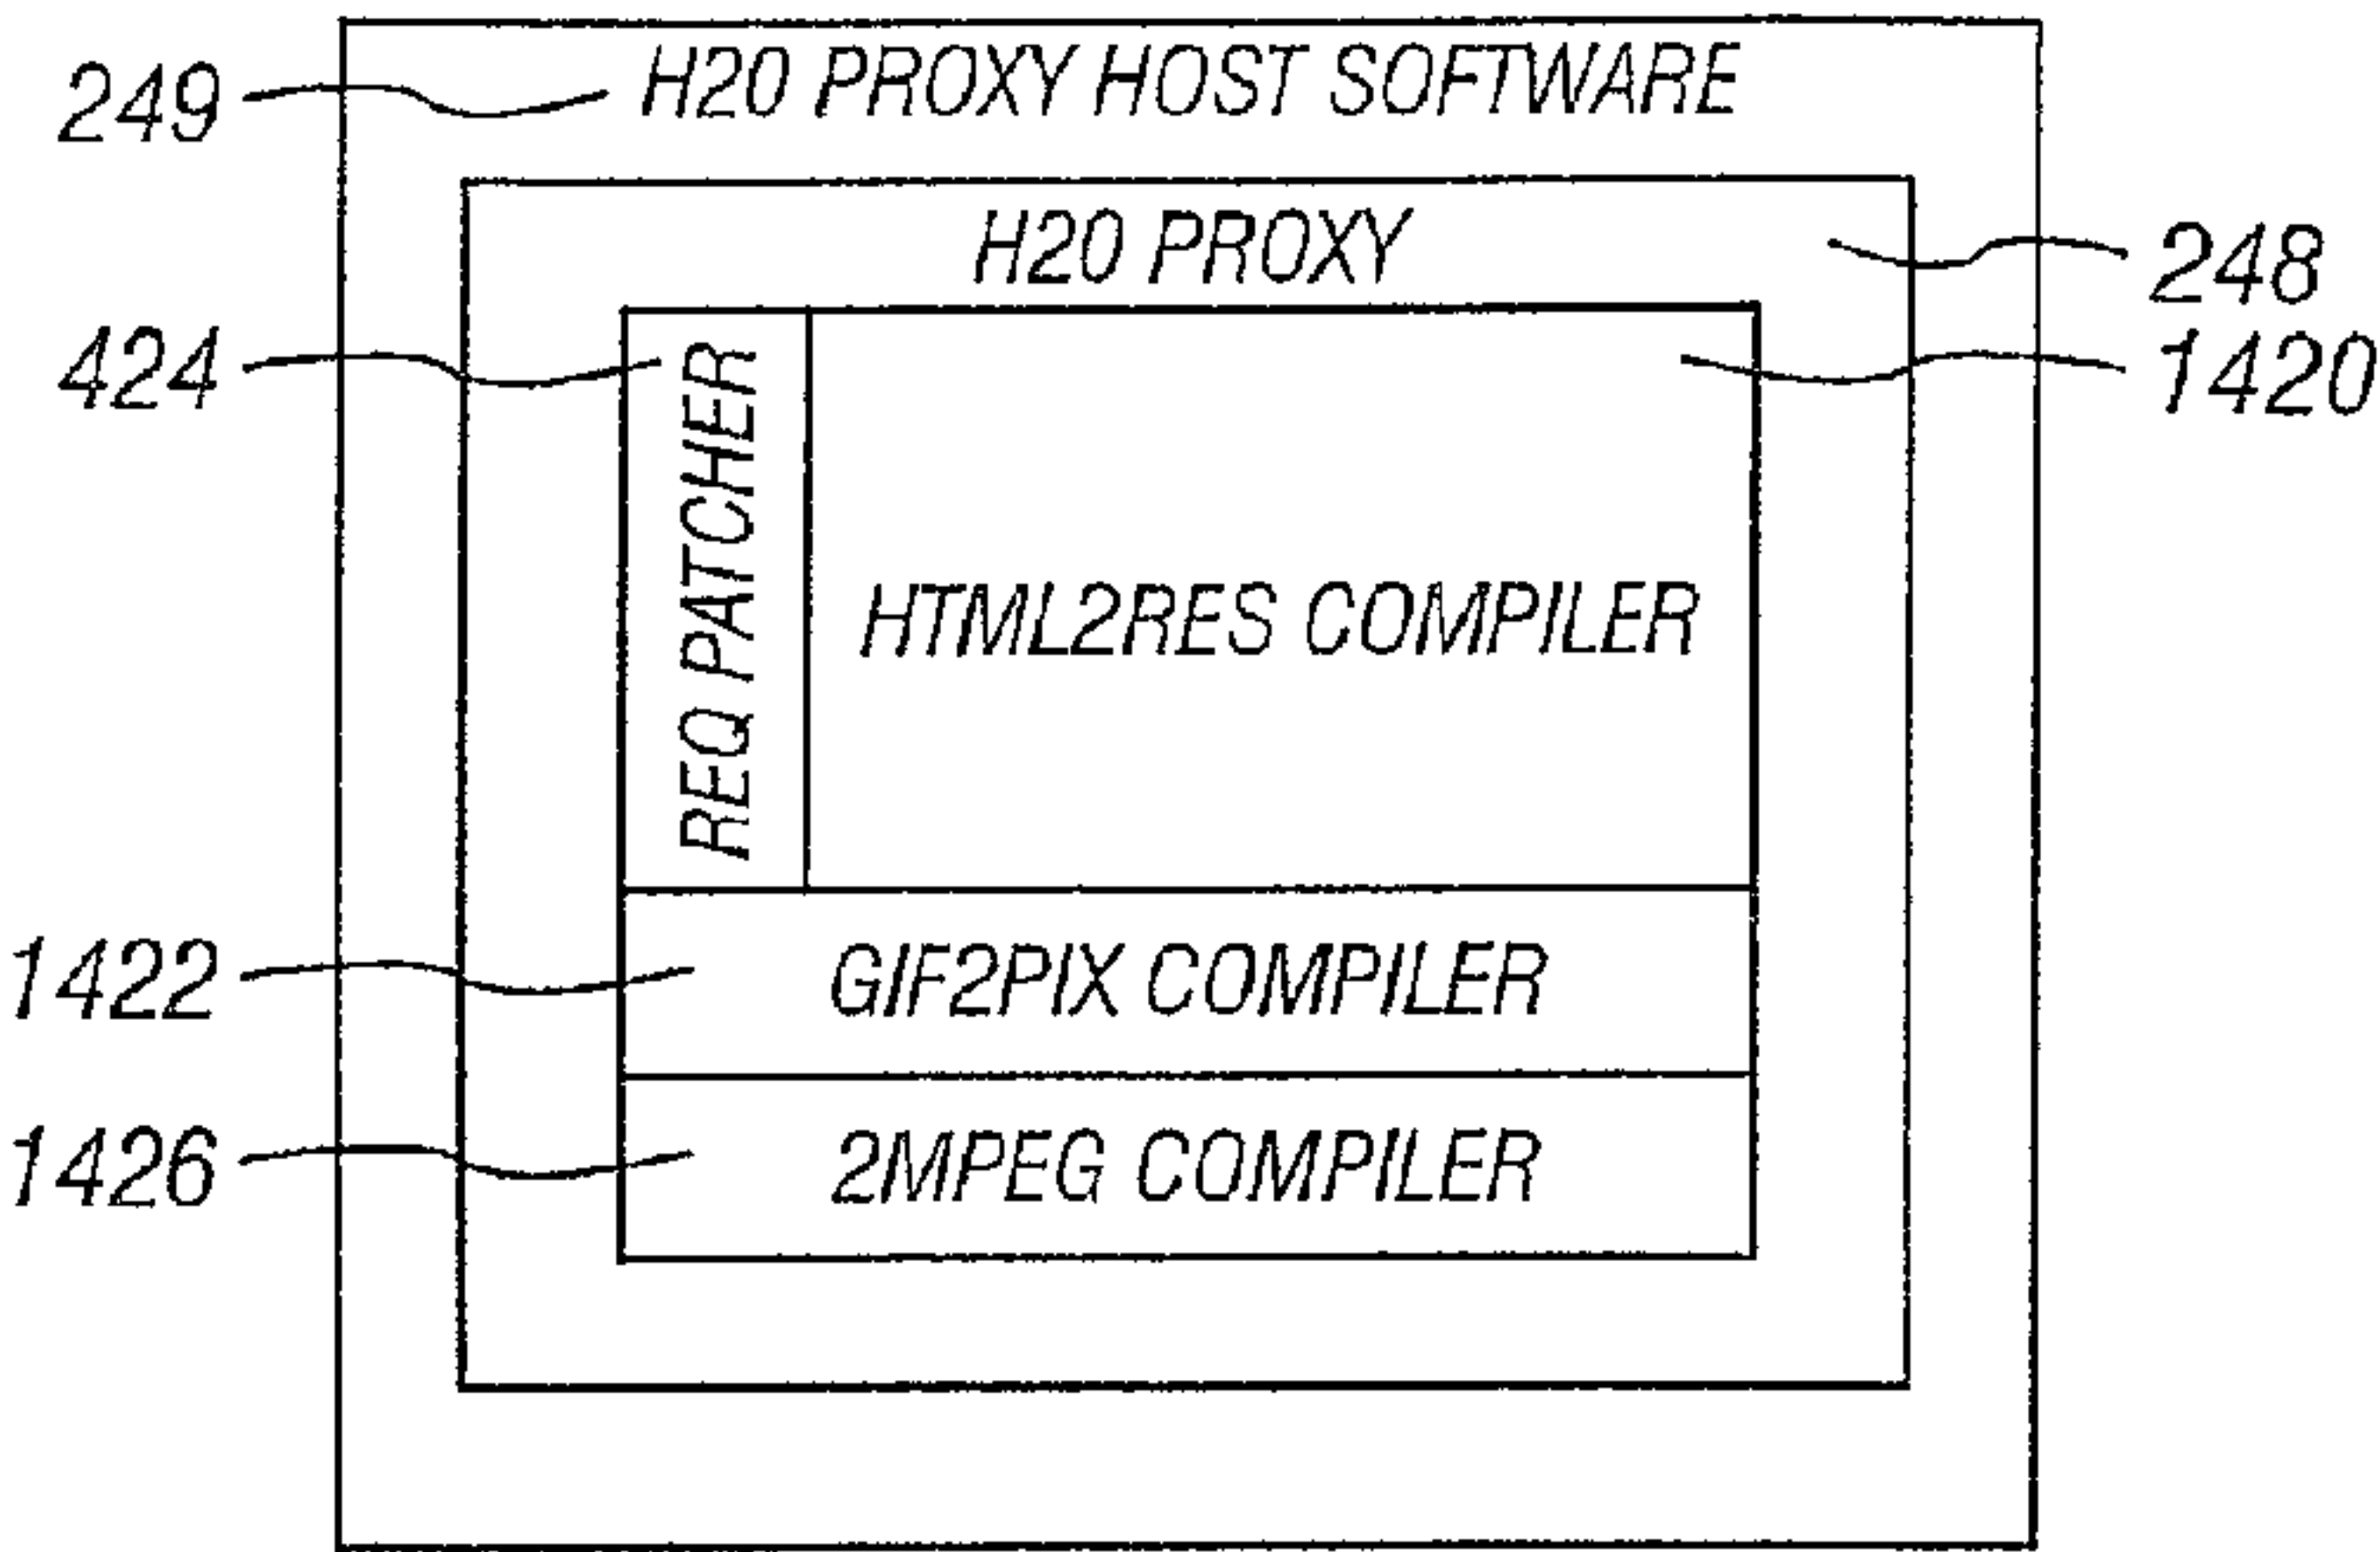 249
H20 PROXY HOST SOFTWARE
H20 PROXY
248
424
1420
REQ PATCHER
HTML2RES COMPILER
1422
GIF2PIX COMPILER
1426
2MPEG COMPILER